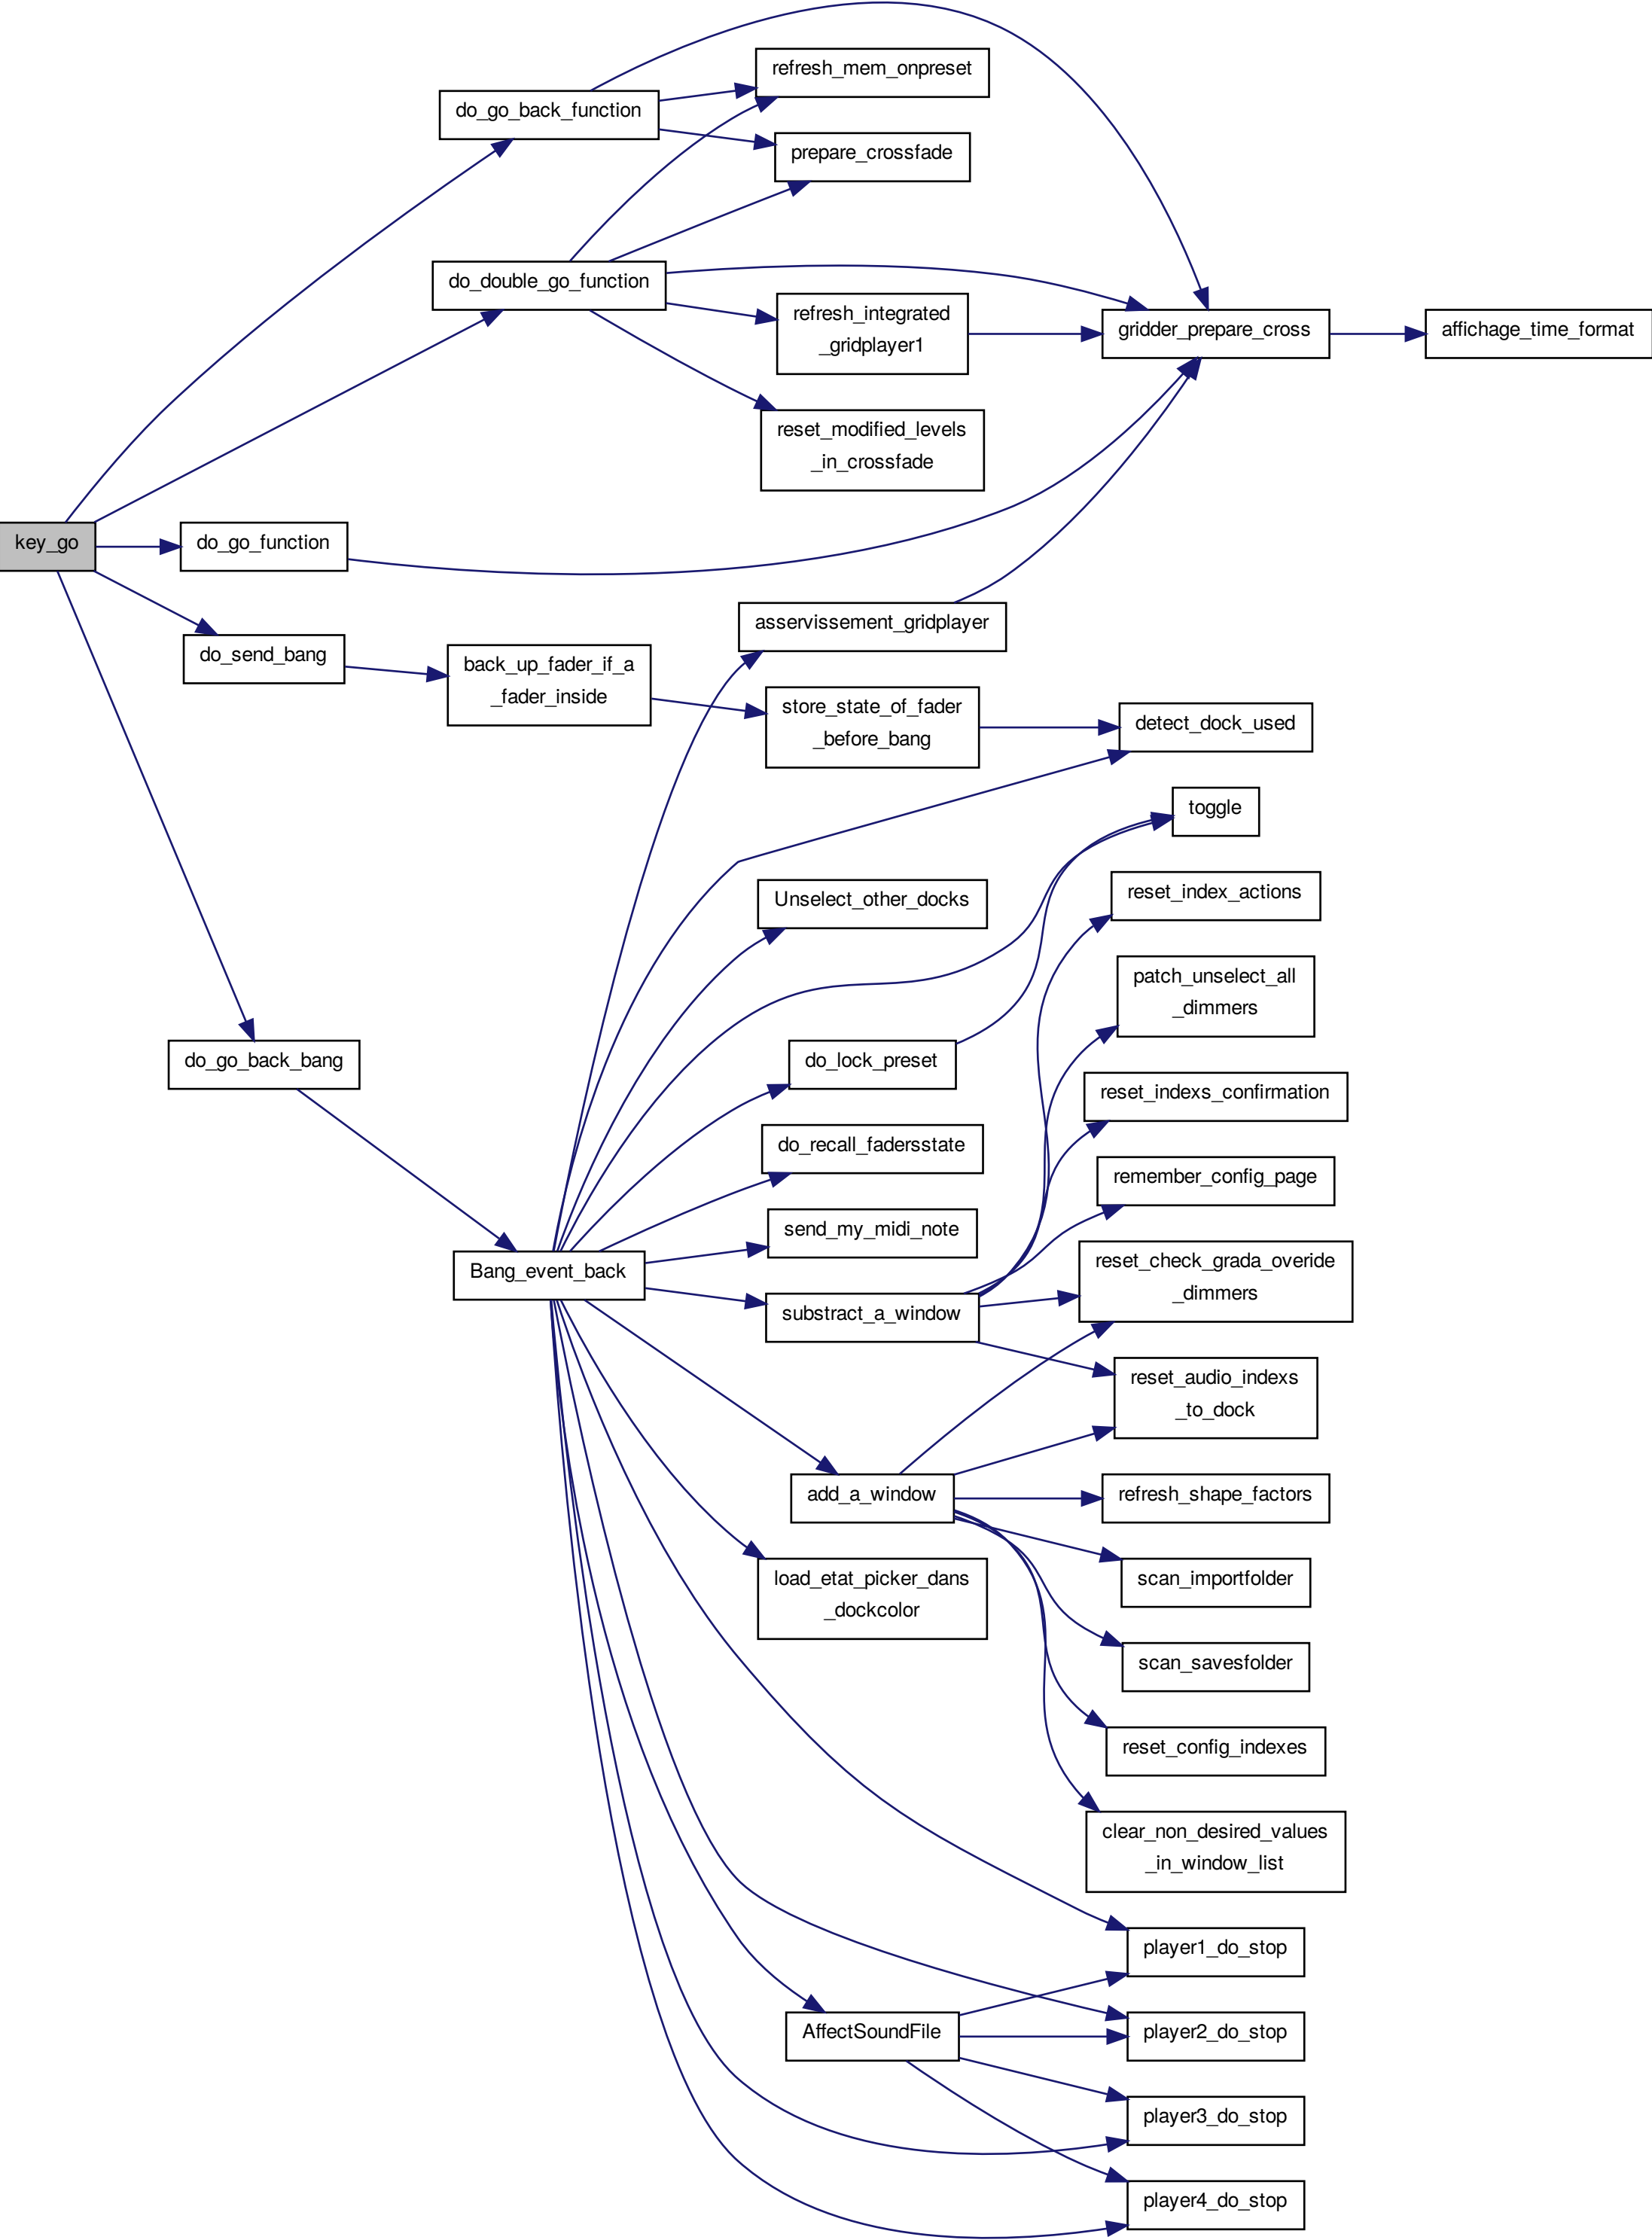 refresh_mem_onpreset
do_go_back_function
prepare_crossfade
do_double_go_function
refresh_integrated
_gridplayer1
gridder_prepare_cross
affichage_time_format
reset_modified_levels
_in_crossfade
key_go
do_go_function
asservissement_gridplayer
do_send_bang
back_up_fader_if_a
_fader_inside
store_state_of_fader
_before_bang
detect_dock_used
toggle
Unselect_other_docks
reset_index_actions
patch_unselect_all
_dimmers
do_go_back_bang
do_lock_preset
reset_indexs_confirmation
do_recall_fadersstate
remember_config_page
send_my_midi_note
Bang_event_back
reset_check_grada_overide
_dimmers
substract_a_window
reset_audio_indexs
_to_dock
add_a_window
refresh_shape_factors
load_etat_picker_dans
_dockcolor
scan_importfolder
scan_savesfolder
reset_config_indexes
clear_non_desired_values
_in_window_list
player1_do_stop
AffectSoundFile
player2_do_stop
player3_do_stop
player4_do_stop